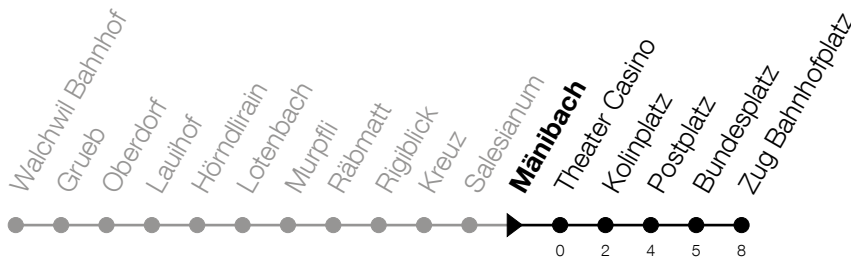 Walchwil Bahnhof
Grueb
Oberdorf
Lauihof
Hörndlirain
Lotenbach
Murpfli
Räbmatt
Rigiblick
Kreuz
Salesianum
Mänibach
Theater Casino
Kolinplatz
Postplatz
Bundesplatz
Zug Bahnhofplatz
0 2 4 5 8